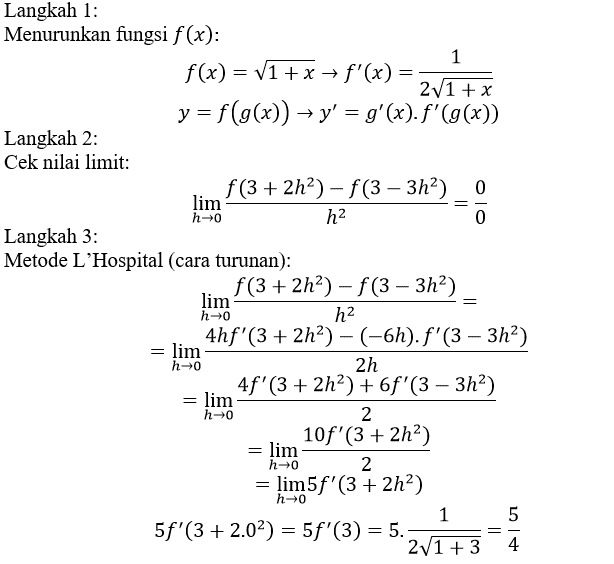 Langkah 1:
Menurunkan fungsi f(x):
f(x) = √(1 + x) → f′(x) = 1/(2√(1 + x))
y = f(g(x)) → y′ = g′(x). f′(g(x))
Langkah 2:
Cek nilai limit:
lim h→0 (f(3 + 2h²) − f(3 − 3h²))/h² = 0/0
Langkah 3:
Metode L’Hospital (cara turunan):
lim h→0 (f(3 + 2h²) − f(3 − 3h²))/h² =
= lim h→0 (4hf′(3 + 2h²) − (−6h). f′(3 − 3h²))/2h
= lim h→0 (4f′(3 + 2h²) + 6f′(3 − 3h²))/2
= lim h→0 10f′(3 + 2h²)/2
= lim h→0 5f′(3 + 2h²)
5f′(3 + 2.0²) = 5f′(3) = 5. 1/(2√(1 + 3)) = 5/4